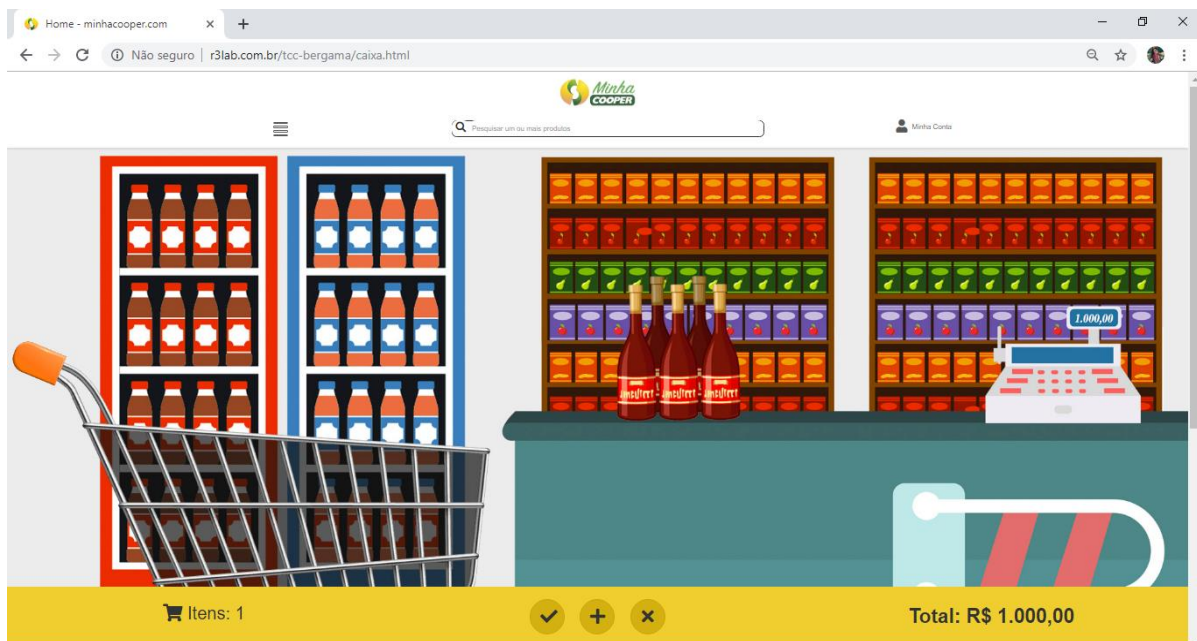 Home - minhacooper.com
Não seguro | r3lab.com.br/tcc-bergama/caixa.html
Minha
COOPER
Pesquisar um ou mais produtos
Minha Conta
1.000,00
Itens: 1
Total: R$ 1.000,00